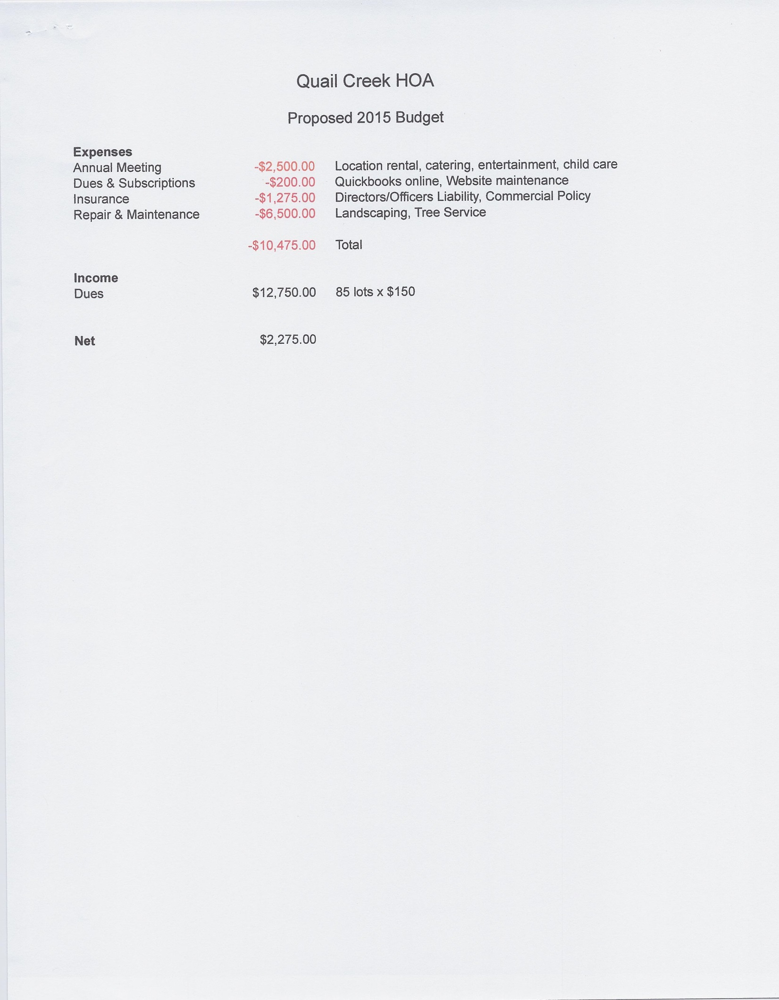 Quail Creek HOA
Proposed 2015 Budget
Expenses
Annual Meeting -$2,500.00 Location rental, catering, entertainment, child care
Dues & Subscriptions -$200.00 Quickbooks online, Website maintenance
Insurance -$1,275.00 Directors/Officers Liability, Commercial Policy
Repair & Maintenance -$6,500.00 Landscaping, Tree Service
-$10,475.00 Total
Income
Dues $12,750.00 85 lots x $150
Net $2,275.00